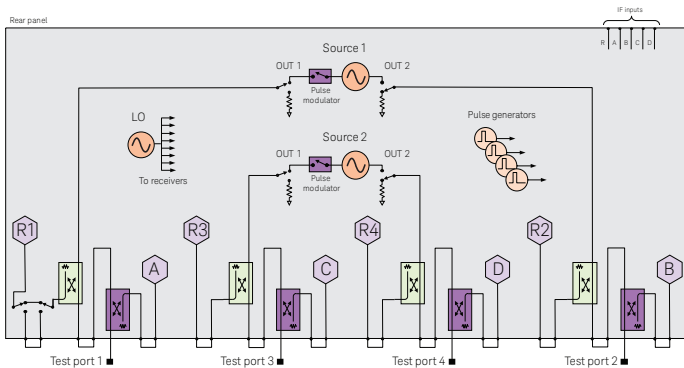 IF inputs
Rear panel
R A B C D
Source 1
OUT 1
OUT 2
Pulse
modulator
LO
To receivers
Pulse generators
Source 2
OUT 1
OUT 2
Pulse
modulator
R1
R3
R4
R2
A
C
D
B
Test port 1
Test port 3
Test port 4
Test port 2